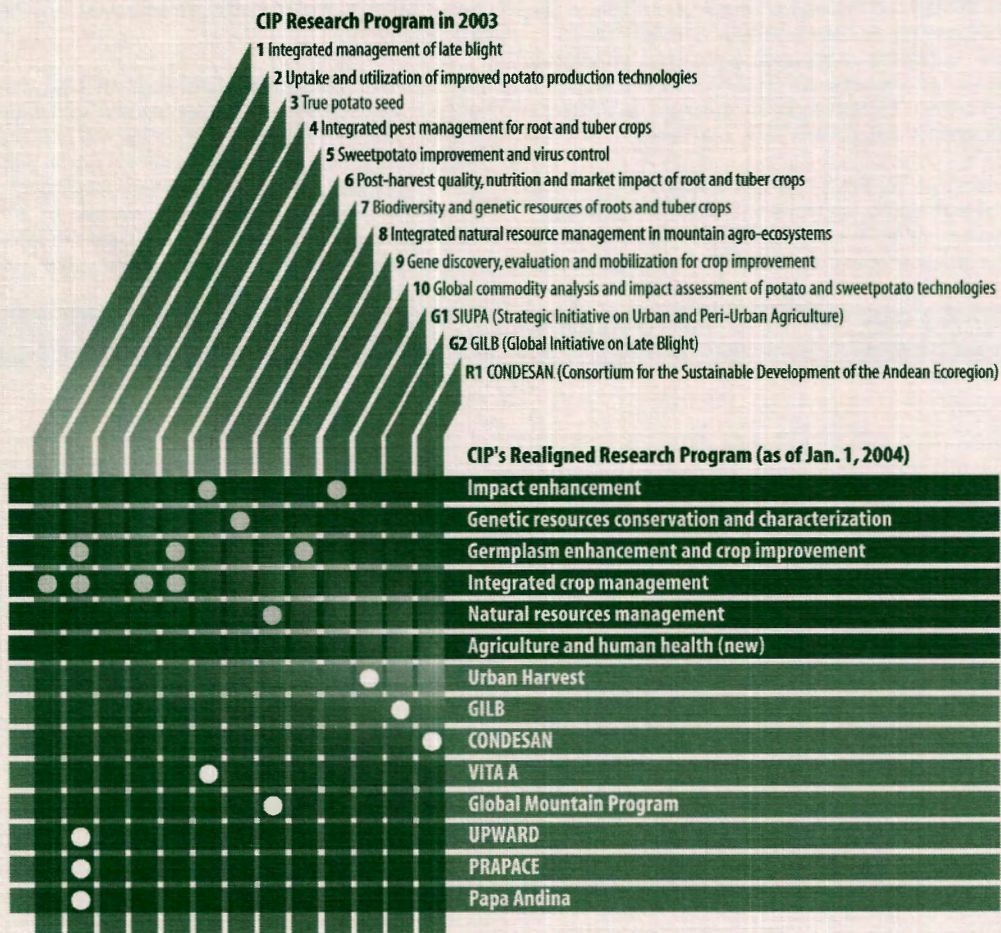 CIP Research Program in 2003
1 Integrated management of late blight
2 Uptake and utilization of improved potato production technologies
3 True potato seed
4 Integrated pest management for root and tuber crops
5 Sweetpotato improvement and virus control
6 Post-harvest quality, nutrition and market impact of root and tuber crops
7 Biodiversity and genetic resources of roots and tuber crops
8 Integrated natural resource management in mountain agro-ecosystems
9 Gene discovery, evaluation and mobilization for crop improvement
10 Global commodity analysis and impact assessment of potato and sweetpotato technologies
G1 SIUPA (Strategic Initiative on Urban and Peri-Urban Agriculture)
G2 GILB (Global Initiative on Late Blight)
R1 CONDESAN (Consortium for the Sustainable Development of the Andean Ecoregion)
CIP's Realigned Research Program (as of Jan. 1, 2004)
Impact enhancement
Genetic resources conservation and characterization
Germplasm enhancement and crop improvement
Integrated crop management
Natural resources management
Agriculture and human health (new)
Urban Harvest
GILB
CONDESAN
VITA A
Global Mountain Program
UPWARD
PRAPACE
Papa Andina